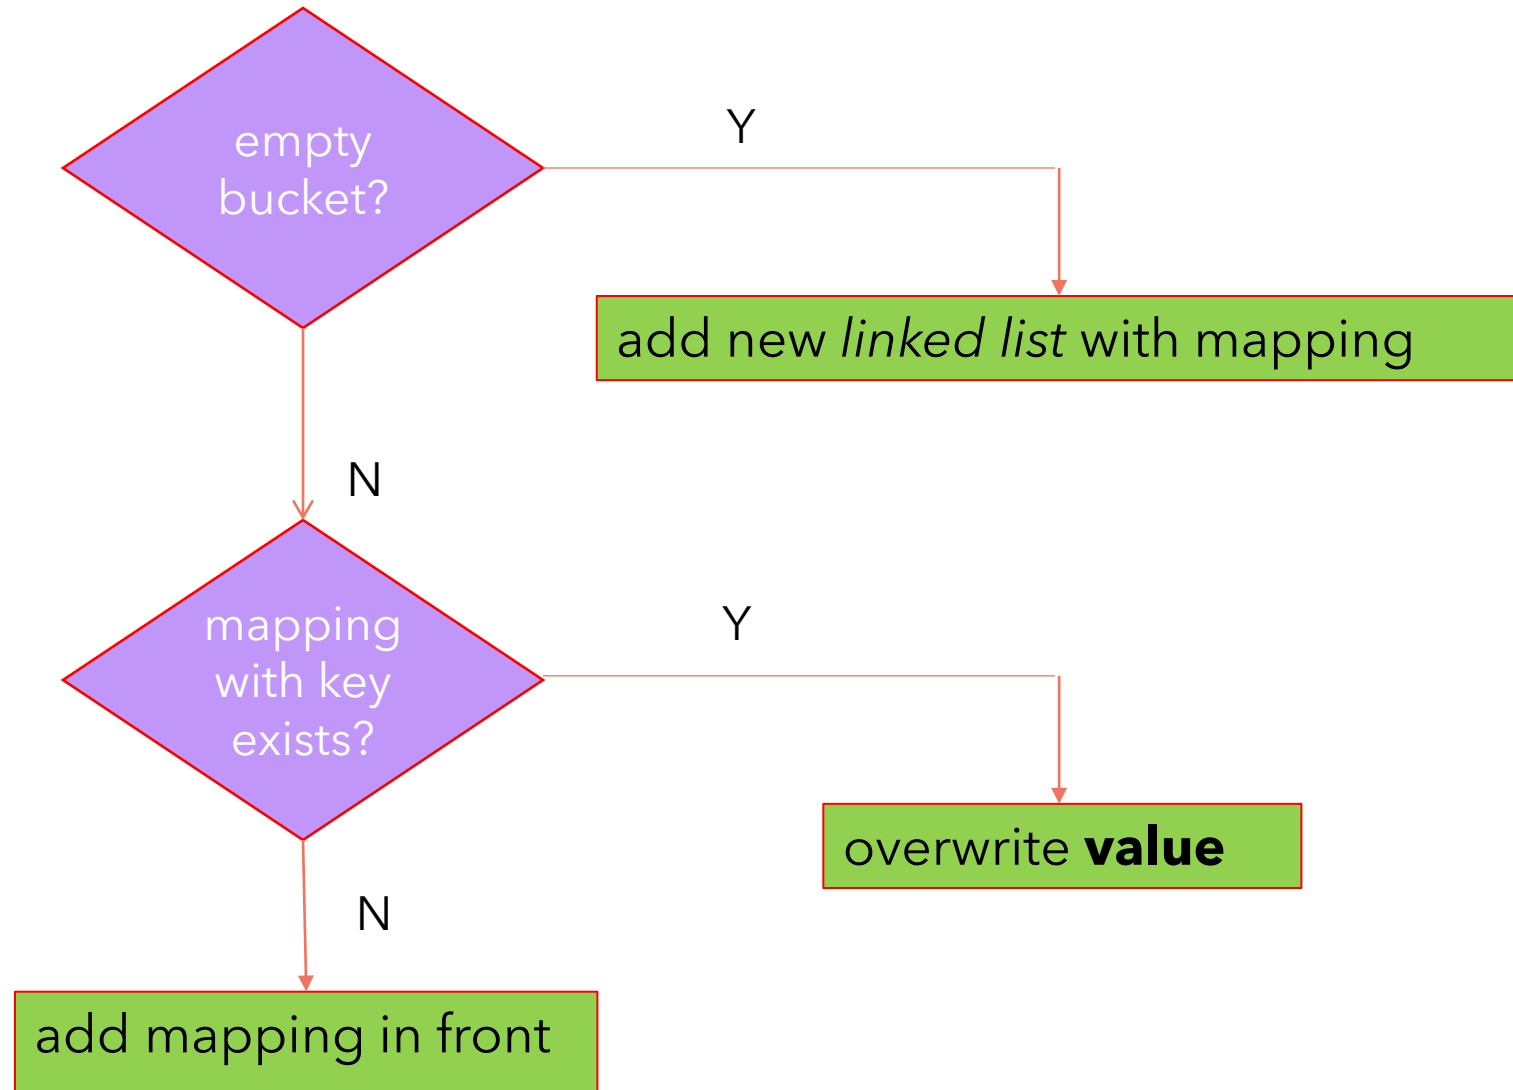 empty
bucket?
Y
add new linked list with mapping
N
mapping
with key
exists?
Y
overwrite value
N
add mapping in front